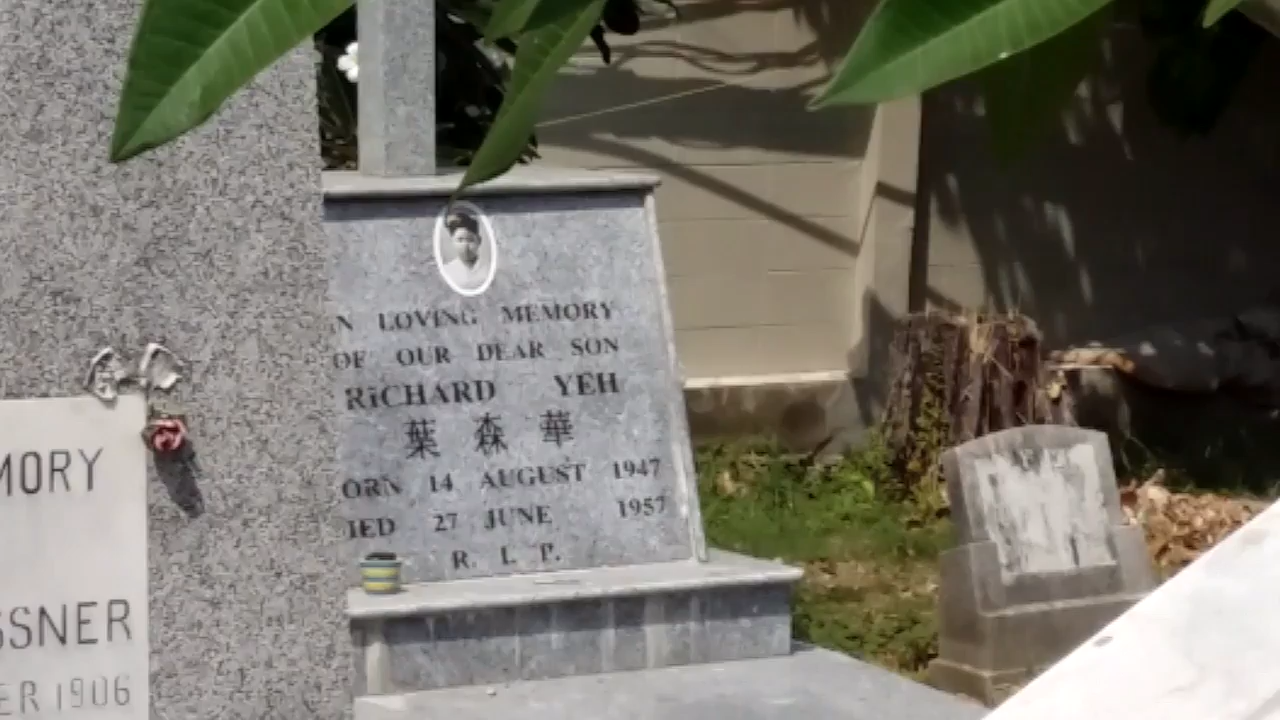 N LOVING MEMORY
OF OUR DEAR SON
RiCHARD YEH
葉森華
ORN 14 AUGUST 1947
IED 27 JUNE 1957
R. I. P.
MORY
SSNER
ER 1906